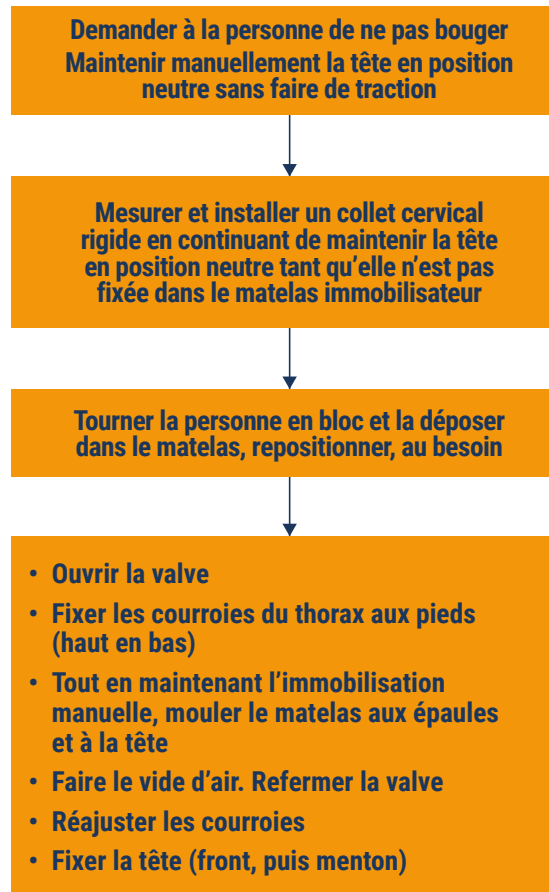 Demander à la personne de ne pas bouger
Maintenir manuellement la tête en position
neutre sans faire de traction
Mesurer et installer un collet cervical
rigide en continuant de maintenir la tête
en position neutre tant qu’elle n’est pas
fixée dans le matelas immobilisateur
Tourner la personne en bloc et la déposer
dans le matelas, repositionner, au besoin
• Ouvrir la valve
• Fixer les courroies du thorax aux pieds
(haut en bas)
• Tout en maintenant l’immobilisation
manuelle, mouler le matelas aux épaules
et à la tête
• Faire le vide d’air. Refermer la valve
• Réajuster les courroies
• Fixer la tête (front, puis menton)